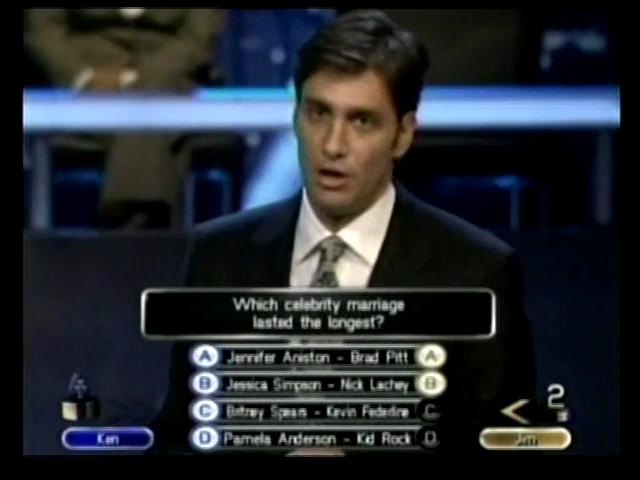 Which celebrity marriage
lasted the longest?
A Jennifer Aniston - Brad Pitt A
B Jessica Simpson - Nick Lachey B
C Britney Spears - Kevin Federline C
D Pamela Anderson - Kid Rock D
2
Ken
Jim